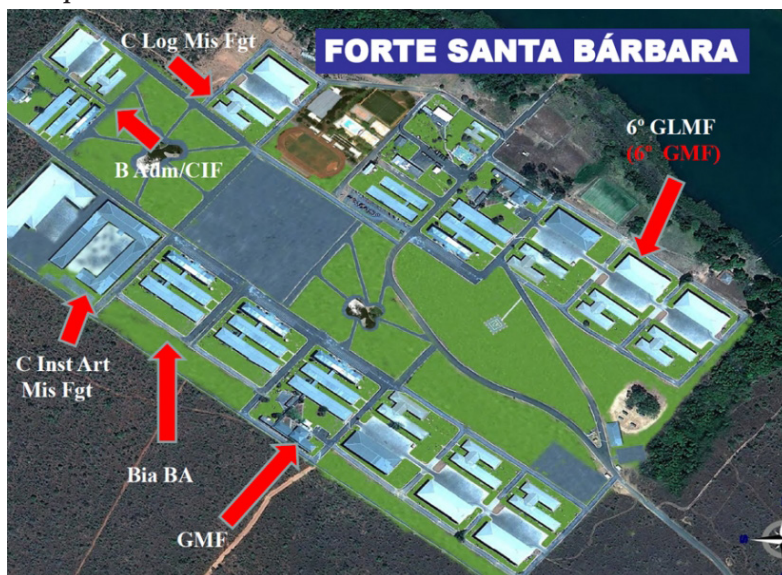 C Log Mis Fgt
FORTE SANTA BÁRBARA
6º GLMF
(6º GMF)
B Adm/CIF
C Inst Art
Mis Fgt
Bia BA
GMF